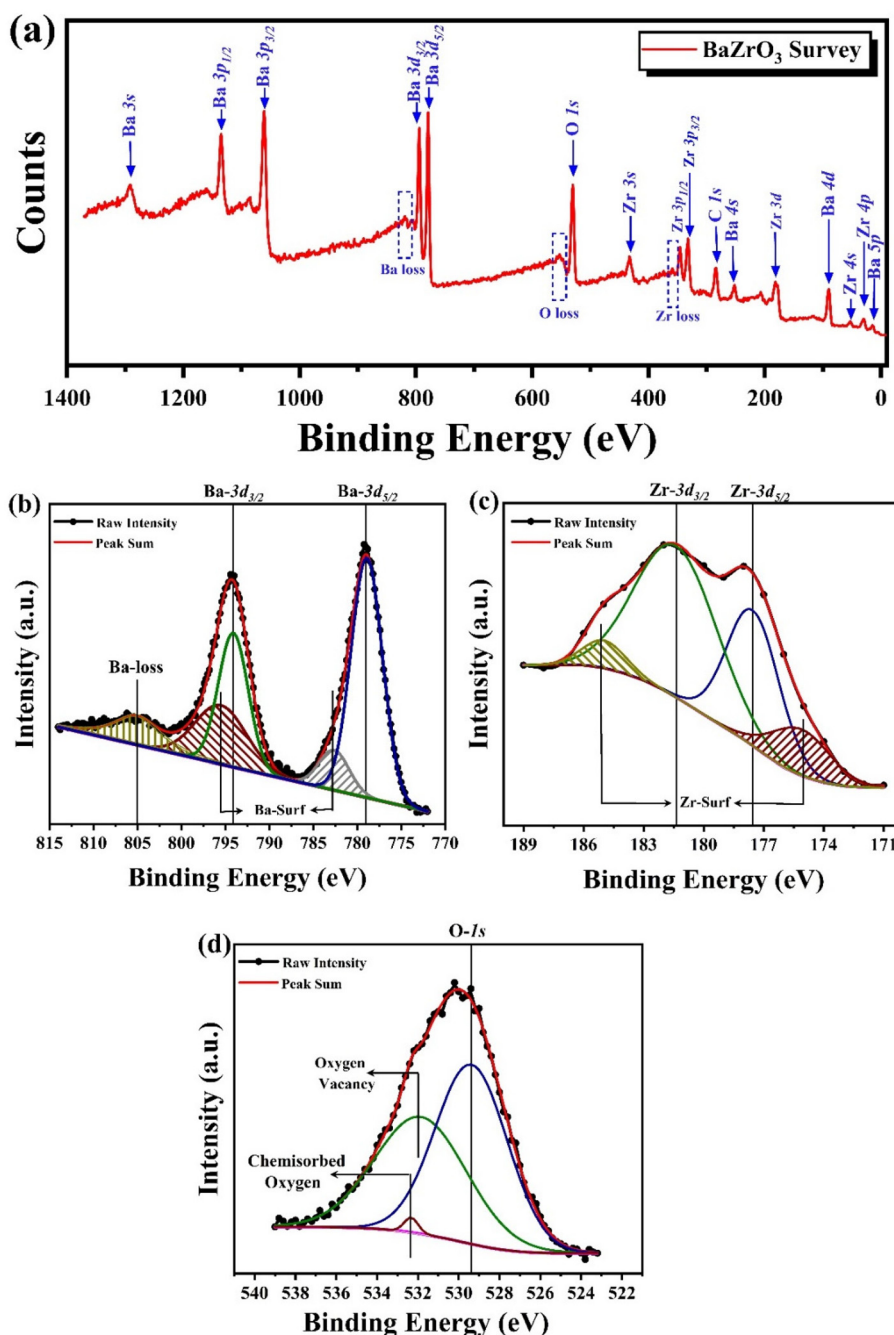 (a)
BaZrO3 Survey
Ba 3s
Ba 3p1/2
Ba 3p3/2
Ba 3d3/2
Ba 3d5/2
O 1s
Zr 3s
Zr 3p1/2
Zr 3p3/2
C 1s
Ba 4s
Zr 3d
Ba 4d
Zr 4s
Zr 4p
Ba 5p
Ba loss
O loss
Zr loss
Counts
1400 1200 1000 800 600 400 200 0
Binding Energy (eV)
(b)
Ba-3d3/2 Ba-3d5/2
Raw Intensity
Peak Sum
Ba-loss
Ba-Surf
Intensity (a.u.)
815 810 805 800 795 790 785 780 775 770
Binding Energy (eV)
(c)
Zr-3d3/2 Zr-3d5/2
Raw Intensity
Peak Sum
Zr-Surf
Intensity (a.u.)
189 186 183 180 177 174 171
Binding Energy (eV)
(d)
O-1s
Raw Intensity
Peak Sum
Oxygen
Vacancy
Chemisorbed
Oxygen
Intensity (a.u.)
540 538 536 534 532 530 528 526 524 522
Binding Energy (eV)